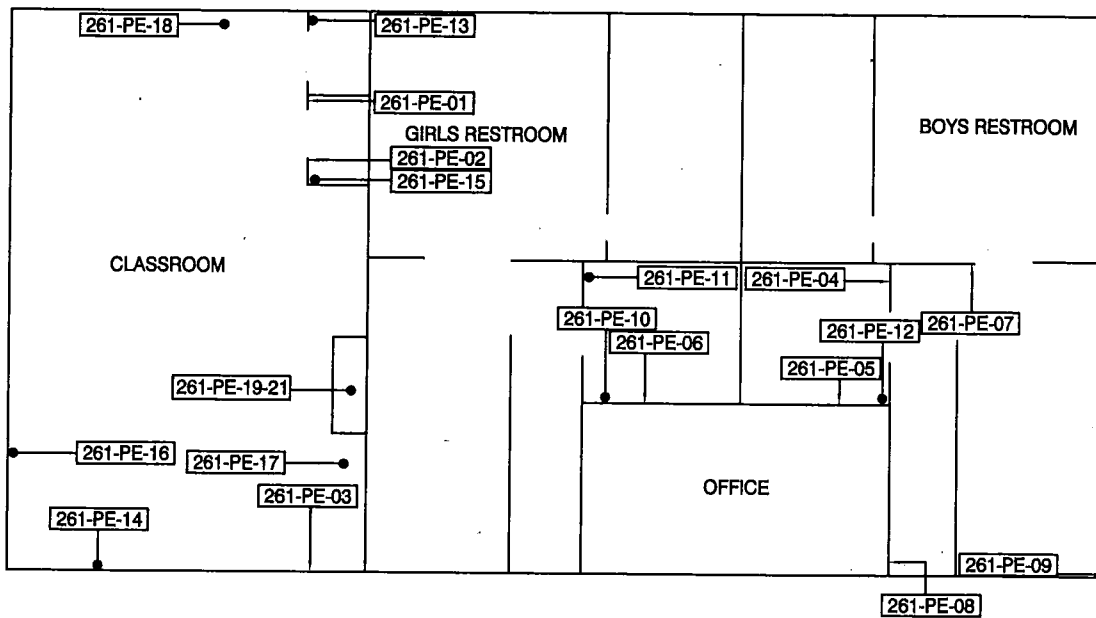 261-PE-18
261-PE-13
261-PE-01
GIRLS RESTROOM
BOYS RESTROOM
261-PE-02
261-PE-15
CLASSROOM
261-PE-11
261-PE-04
261-PE-10
261-PE-12
261-PE-07
261-PE-06
261-PE-05
261-PE-19-21
261-PE-16
261-PE-17
OFFICE
261-PE-03
261-PE-14
261-PE-09
261-PE-08